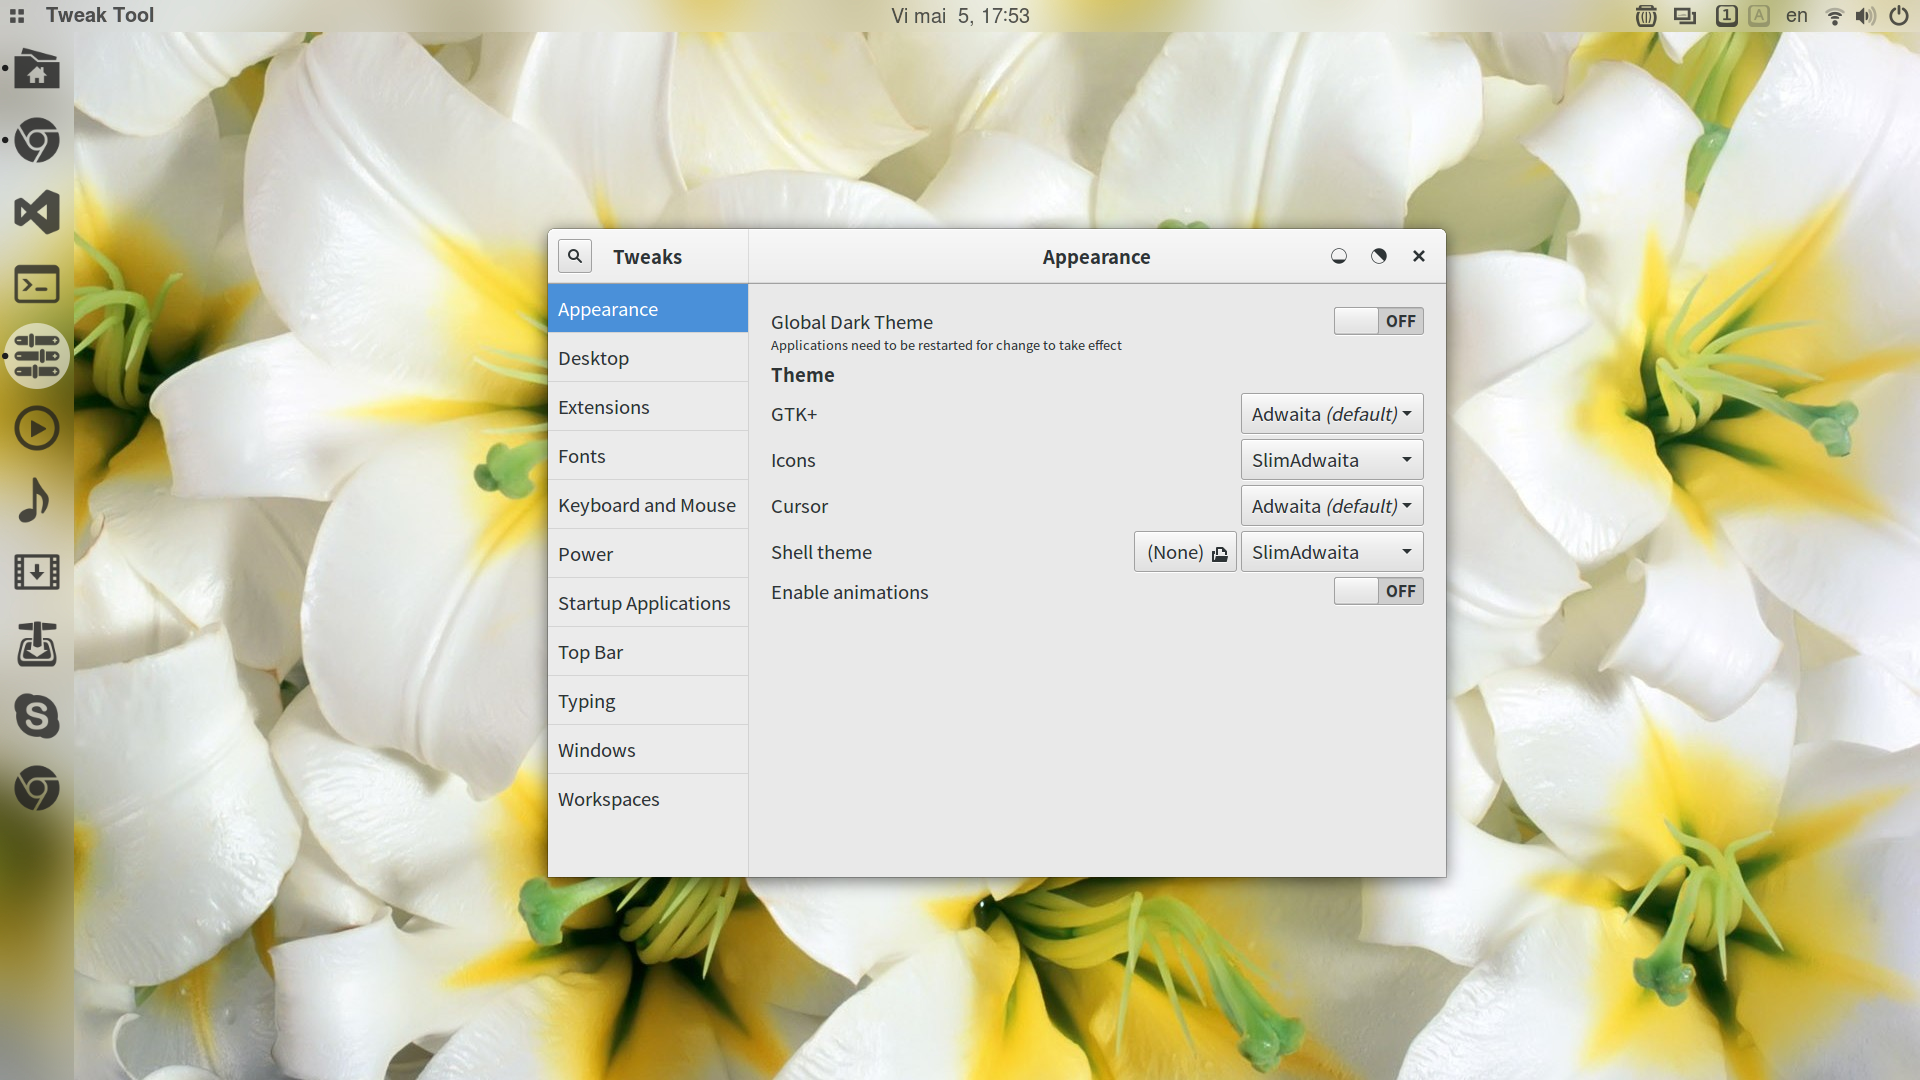 Tweak Tool
Vi mai 5, 17:53
1
A
en
Tweaks
Appearance
Appearance
Desktop
Extensions
Fonts
Keyboard and Mouse
Power
Startup Applications
Top Bar
Typing
Windows
Workspaces
Global Dark Theme
OFF
Applications need to be restarted for change to take effect
Theme
GTK+
Adwaita (default)
Icons
SlimAdwaita
Cursor
Adwaita (default)
Shell theme
(None)
SlimAdwaita
Enable animations
OFF